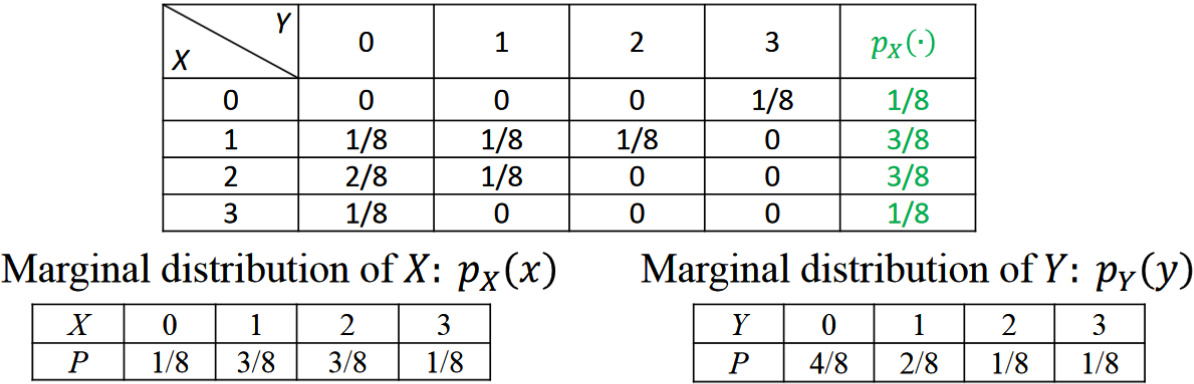 Y
X 0 1 2 3 p_X(·)
0 0 0 0 1/8 1/8
1 1/8 1/8 1/8 0 3/8
2 2/8 1/8 0 0 3/8
3 1/8 0 0 0 1/8
Marginal distribution of X: p_X(x) Marginal distribution of Y: p_Y(y)
X 0 1 2 3 Y 0 1 2 3
P 1/8 3/8 3/8 1/8 P 4/8 2/8 1/8 1/8